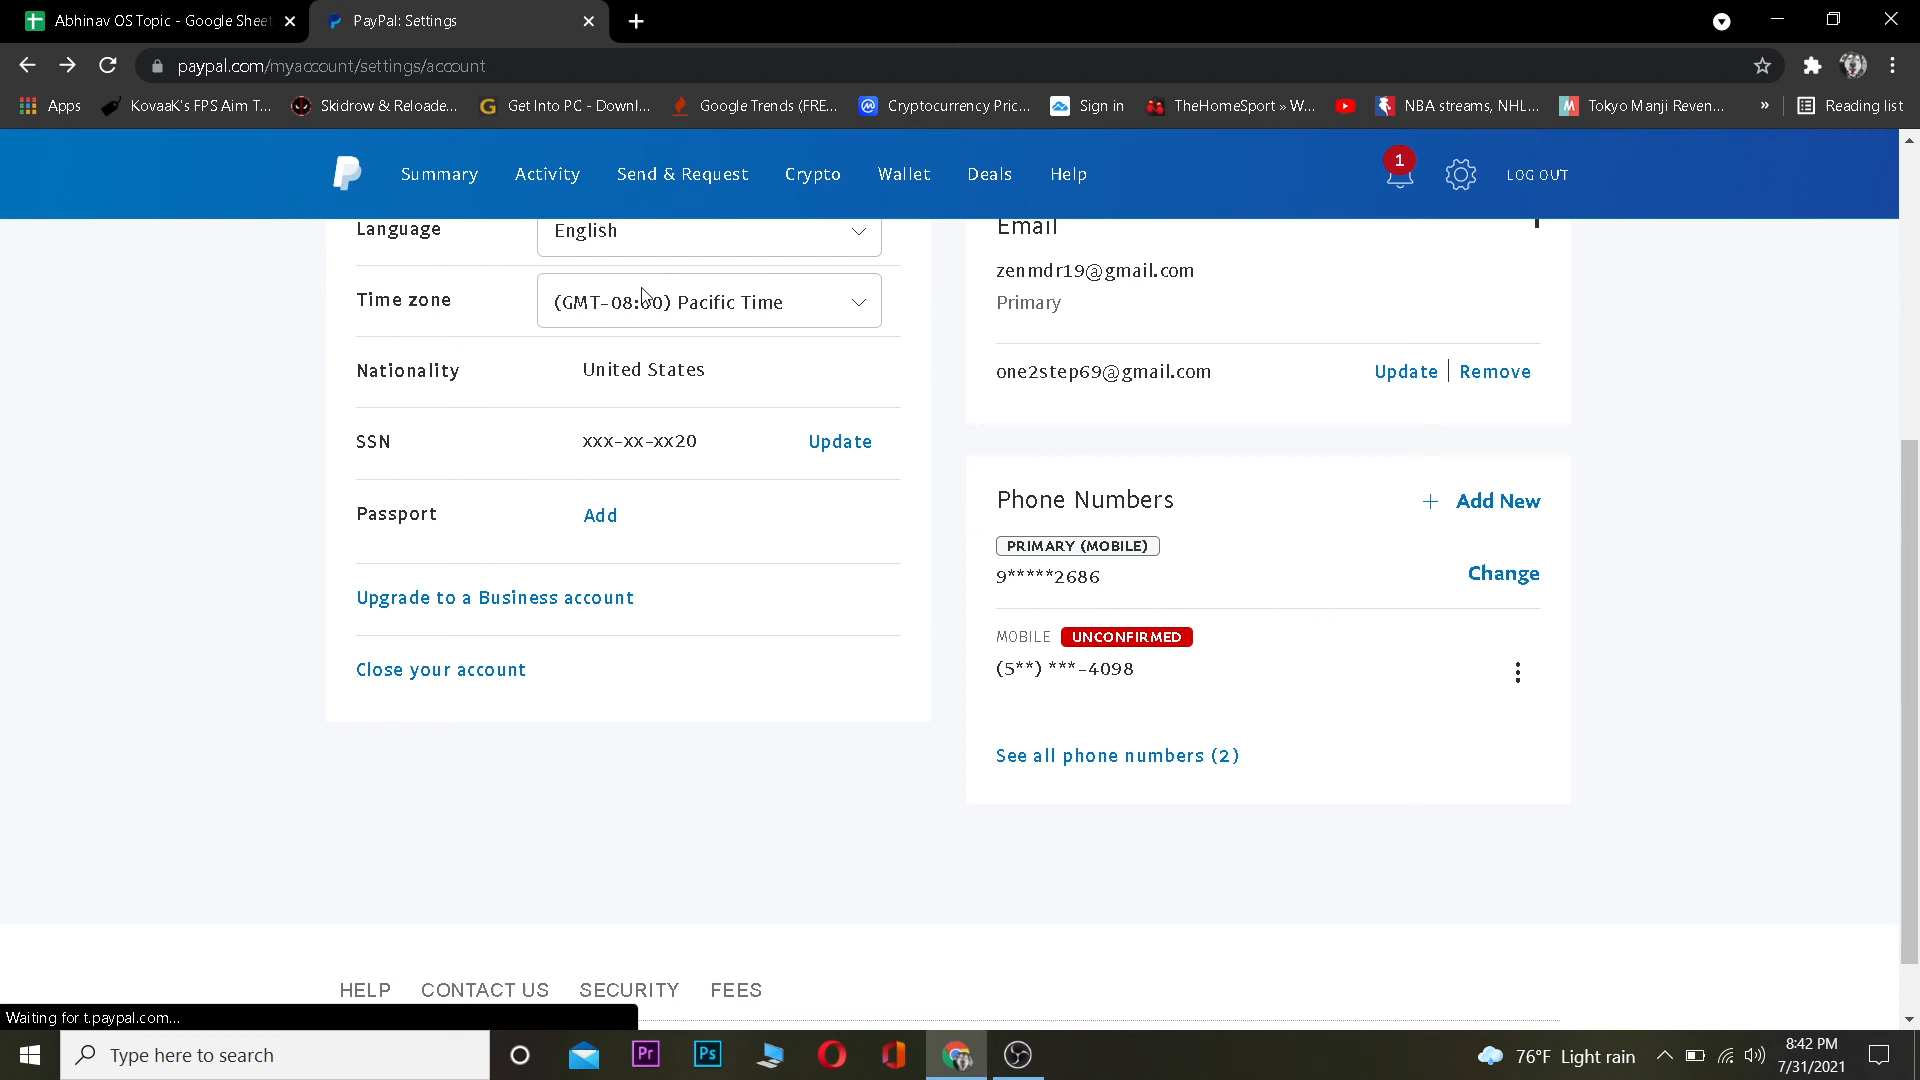 Abhinav OS Topic - Google Sheet
PayPal: Settings
paypal.com/myaccount/settings/account
Apps
KovaaK's FPS Aim T...
Skidrow & Reloade...
Get Into PC - Downl...
Google Trends (FRE...
Cryptocurrency Pric...
Sign in
TheHomeSport » W...
NBA streams, NHL...
Tokyo Manji Reven...
»
Reading list
Summary
Activity
Send & Request
Crypto
Wallet
Deals
Help
1
LOG OUT
Language
English
Time zone
(GMT-08:00) Pacific Time
Nationality
United States
SSN
xxx-xx-xx20
Update
Passport
Add
Upgrade to a Business account
Close your account
Email
zenmdr19@gmail.com
Primary
one2step69@gmail.com
Update
Remove
Phone Numbers
+ Add New
PRIMARY (MOBILE)
9*****2686
Change
MOBILE UNCONFIRMED
(5**) ***-4098
See all phone numbers (2)
HELP
CONTACT US
SECURITY
FEES
Waiting for t.paypal.com...
Type here to search
Pr
Ps
76°F Light rain
8:42 PM
7/31/2021